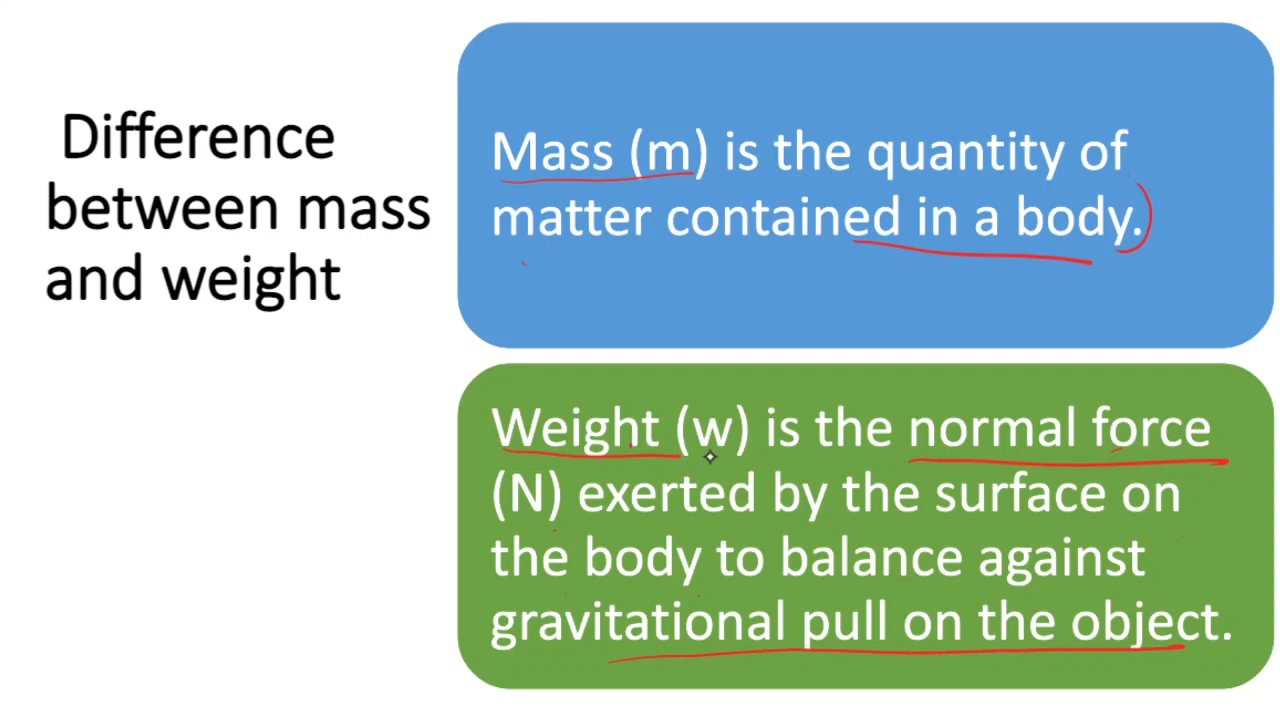 Difference
between mass
and weight
Mass (m) is the quantity of
matter contained in a body.
Weight (w) is the normal force
(N) exerted by the surface on
the body to balance against
gravitational pull on the object.